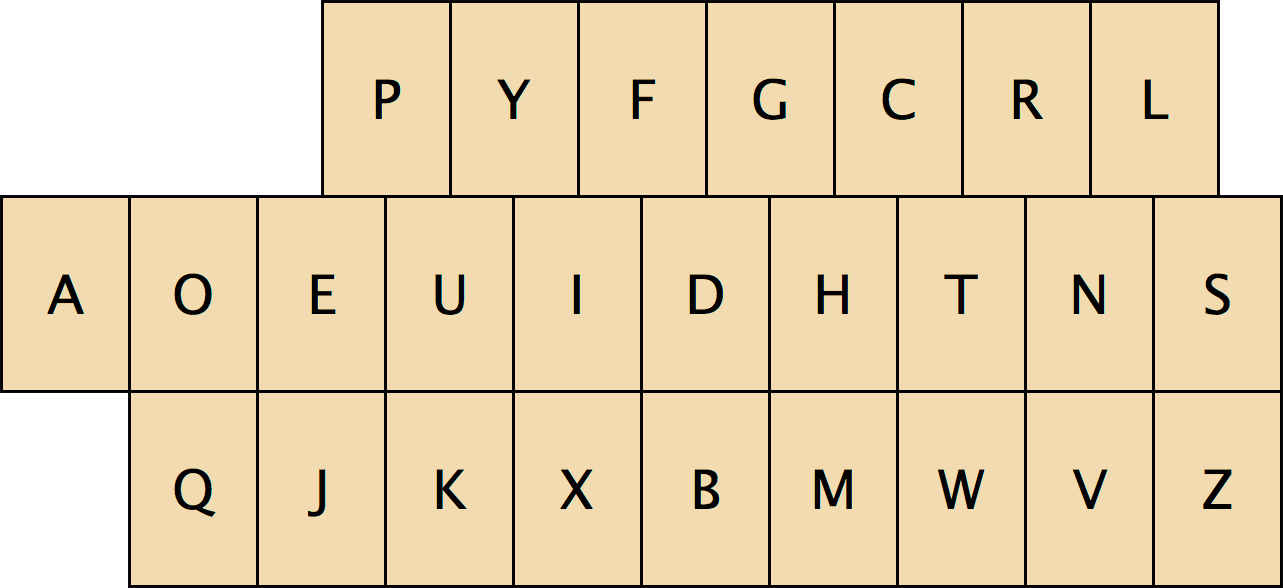 P Y F G C R L
A O E U I D H T N S
Q J K X B M W V Z